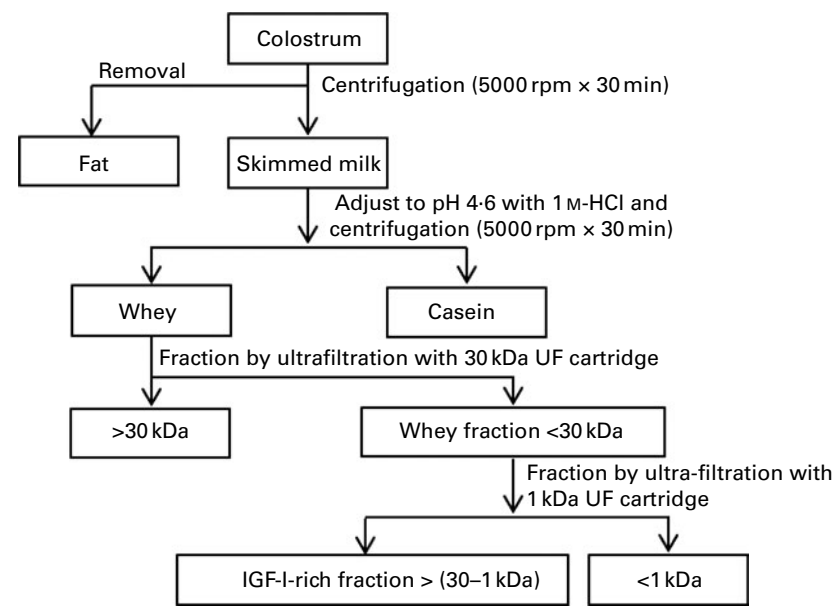 Colostrum
Removal
Centrifugation (5000 rpm × 30 min)
Fat
Skimmed milk
Adjust to pH 4·6 with 1 M-HCl and
centrifugation (5000 rpm × 30 min)
Whey
Casein
Fraction by ultrafiltration with 30 kDa UF cartridge
>30 kDa
Whey fraction <30 kDa
Fraction by ultra-filtration with
1 kDa UF cartridge
IGF-I-rich fraction > (30–1 kDa)
<1 kDa